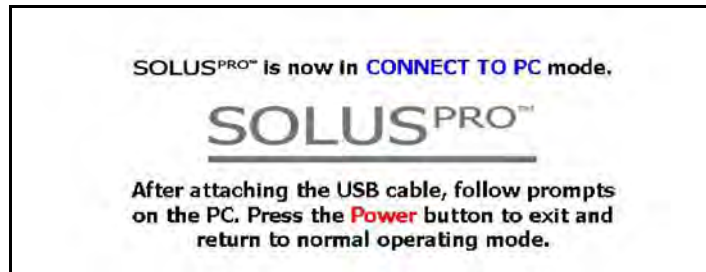 SOLUSPRO™ is now in CONNECT TO PC mode.
SOLUSPRO™
After attaching the USB cable, follow prompts
on the PC. Press the Power button to exit and
return to normal operating mode.